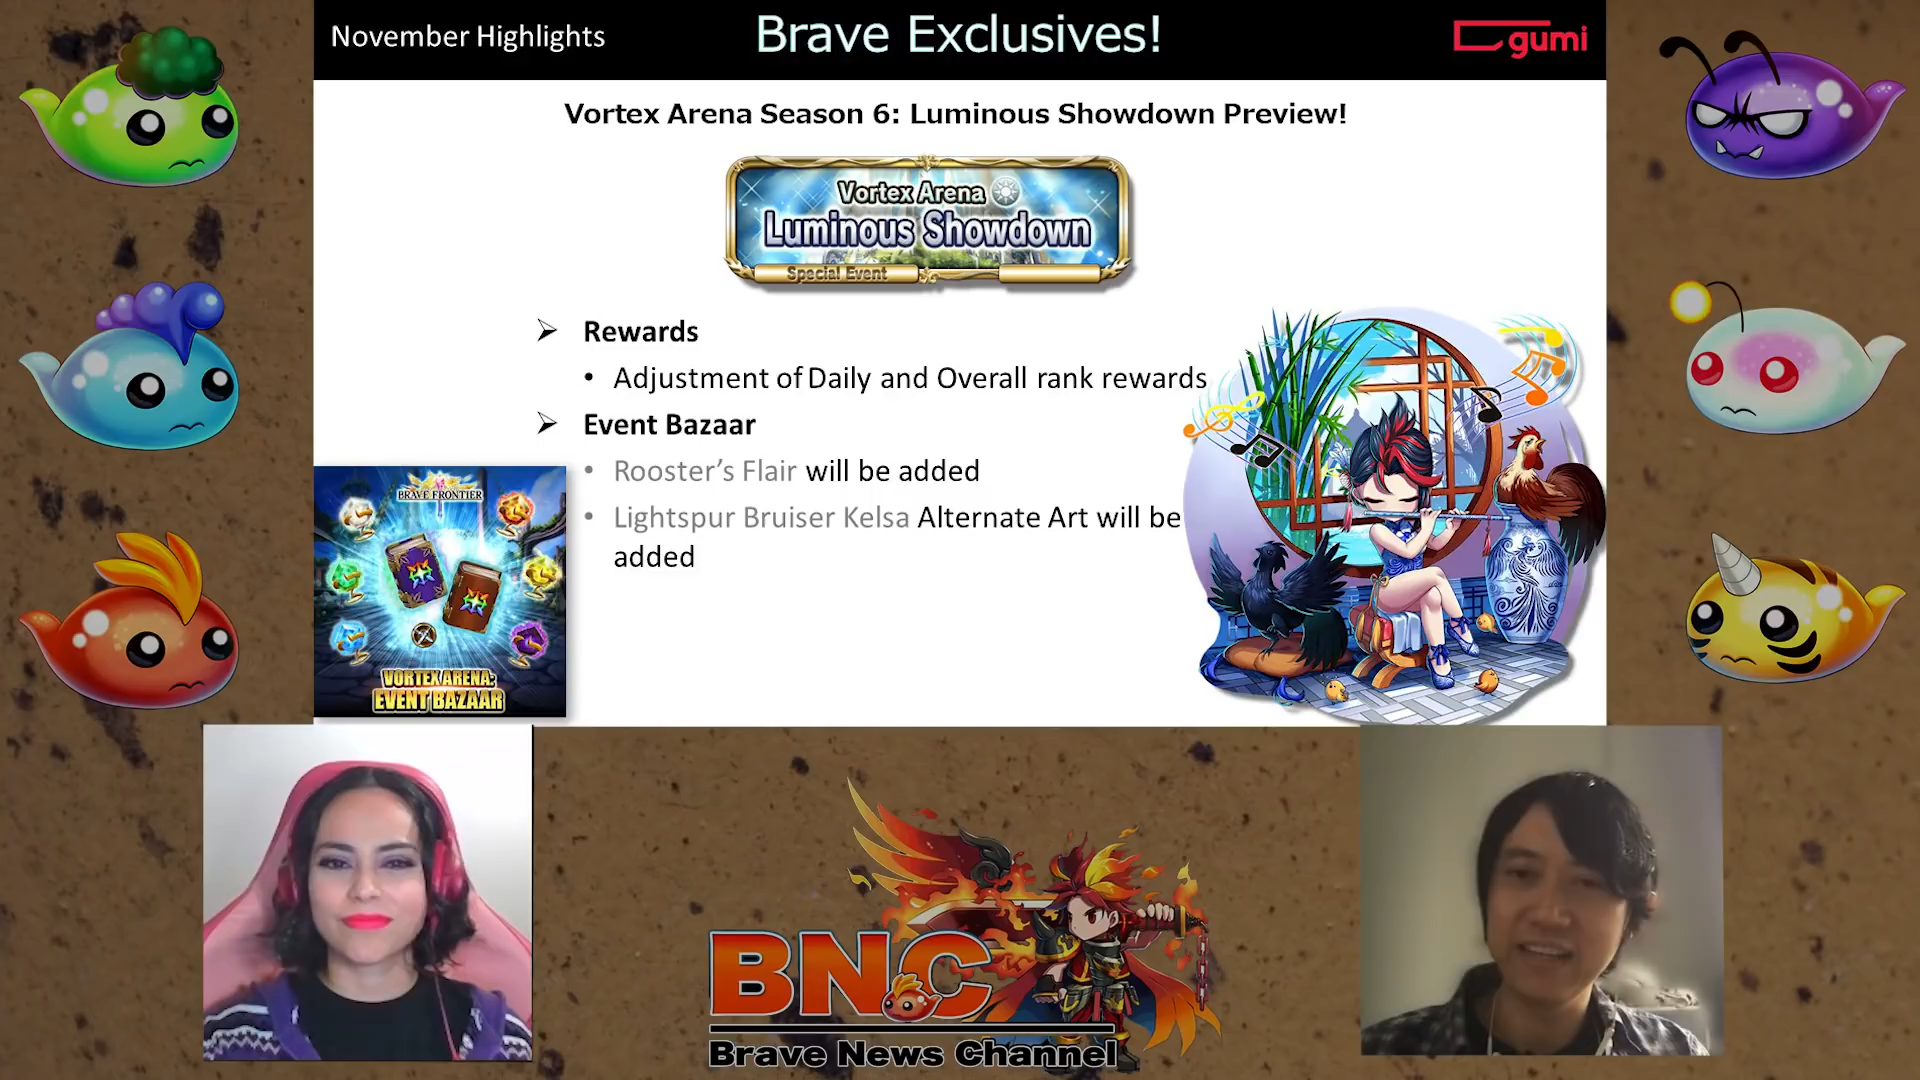 November Highlights
Brave Exclusives!
gumi
Vortex Arena Season 6: Luminous Showdown Preview!
Vortex Arena
Luminous Showdown
Special Event
Rewards
Adjustment of Daily and Overall rank rewards
Event Bazaar
Rooster’s Flair will be added
Lightspur Bruiser Kelsa Alternate Art will be
added
BRAVE FRONTIER
VORTEX ARENA:
EVENT BAZAAR
BNC
Brave News Channel